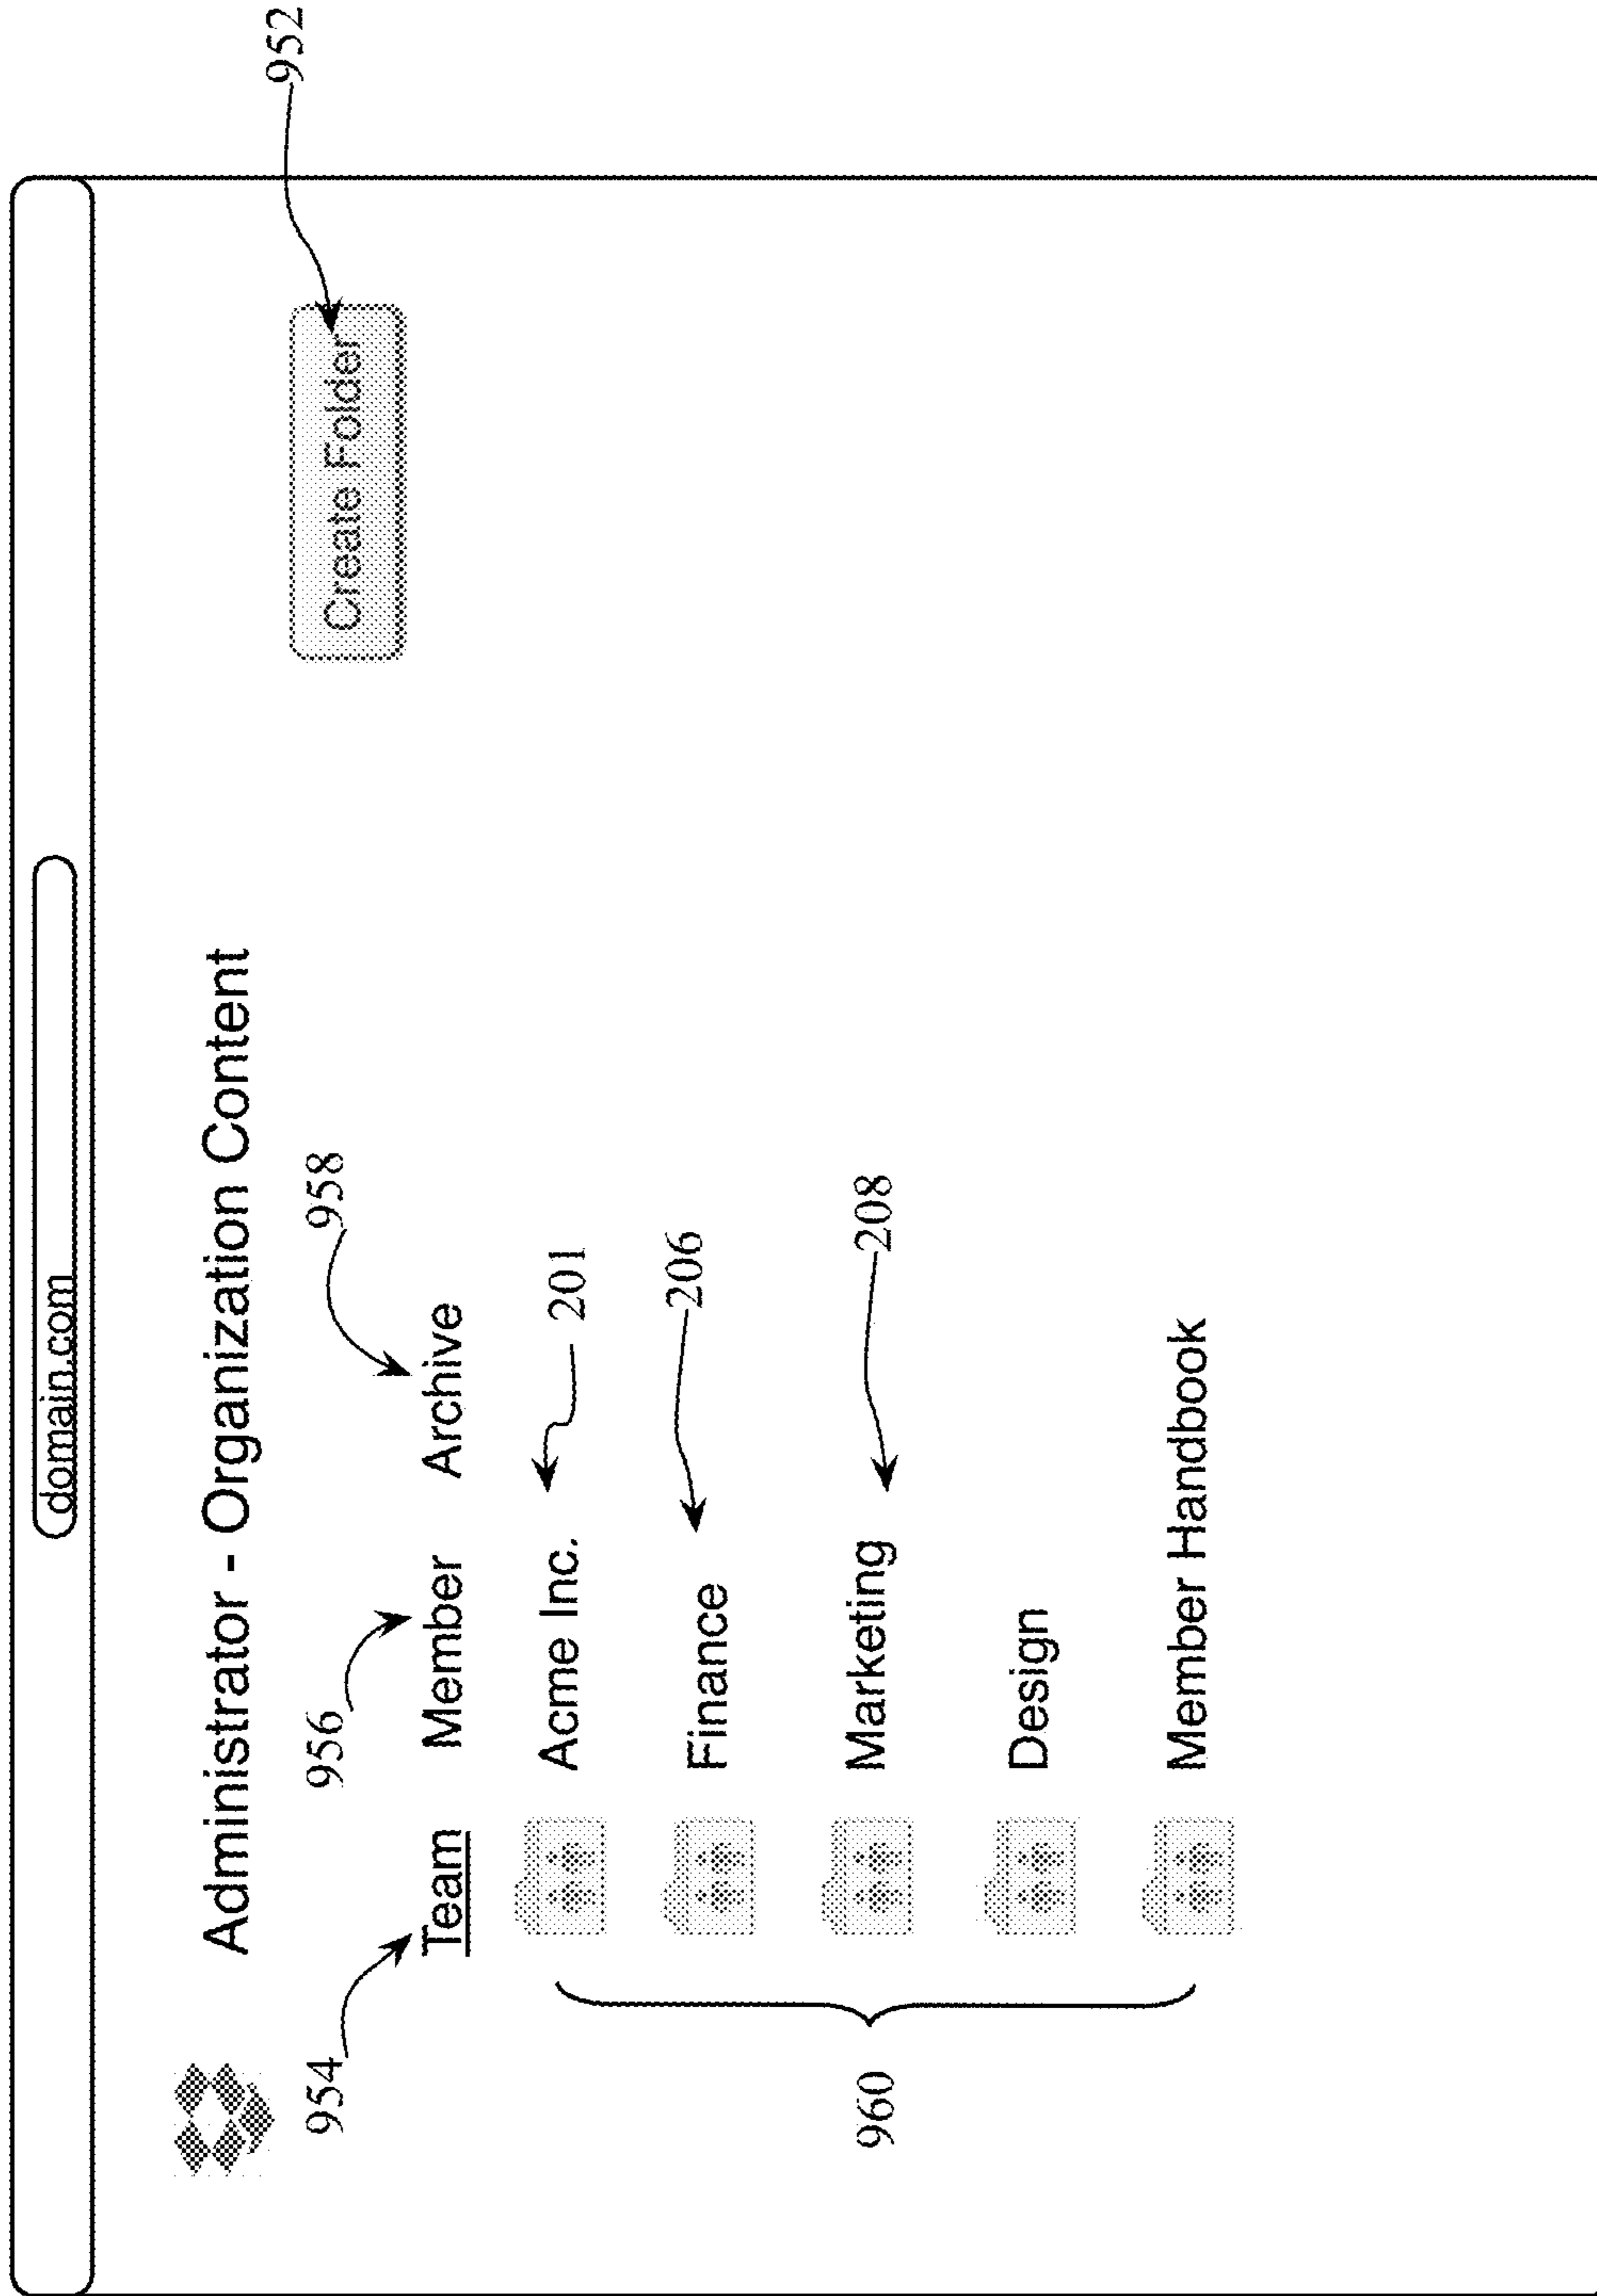 domain.com
Administrator - Organization Content
952
954
956
958
Create Folder
Team Member Archive
Acme Inc.
201
Finance
206
Marketing
208
960
Design
Member Handbook